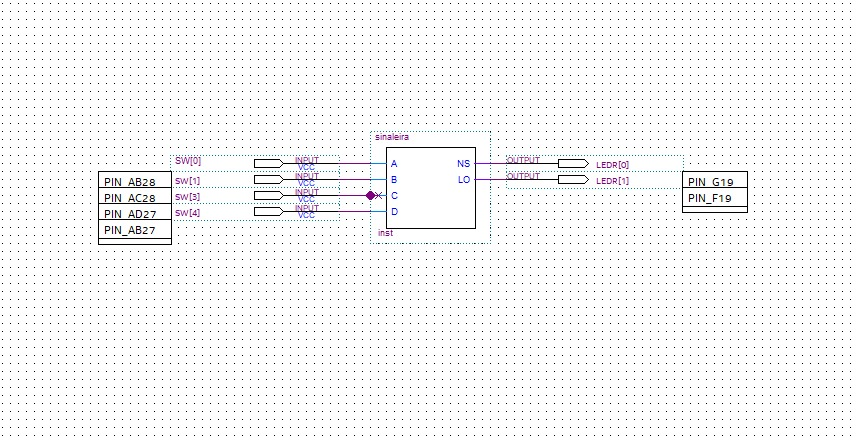 sinaleira
SW[0] INPUT VCC A NS OUTPUT LEDR[0]
PIN_AB28 SW[1] INPUT VCC B LO OUTPUT LEDR[1] PIN_G19
PIN_AC28 SW[3] INPUT VCC C PIN_F19
PIN_AD27 SW[4] INPUT VCC D
PIN_AB27 inst